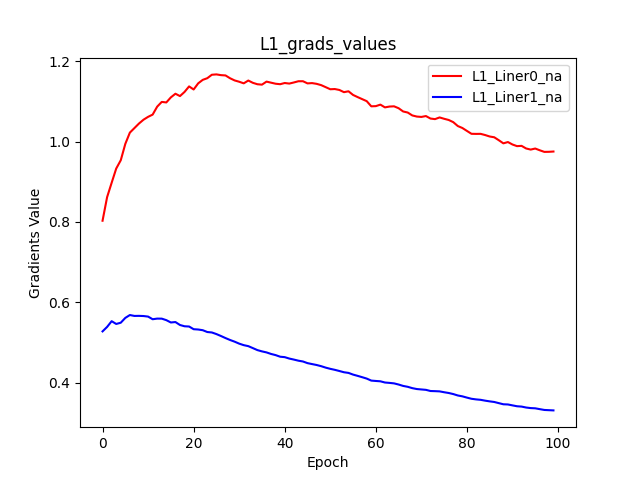 L1_grads_values
L1_Liner0_na
L1_Liner1_na
Gradients Value
1.2
1.0
0.8
0.6
0.4
0 20 40 60 80 100
Epoch